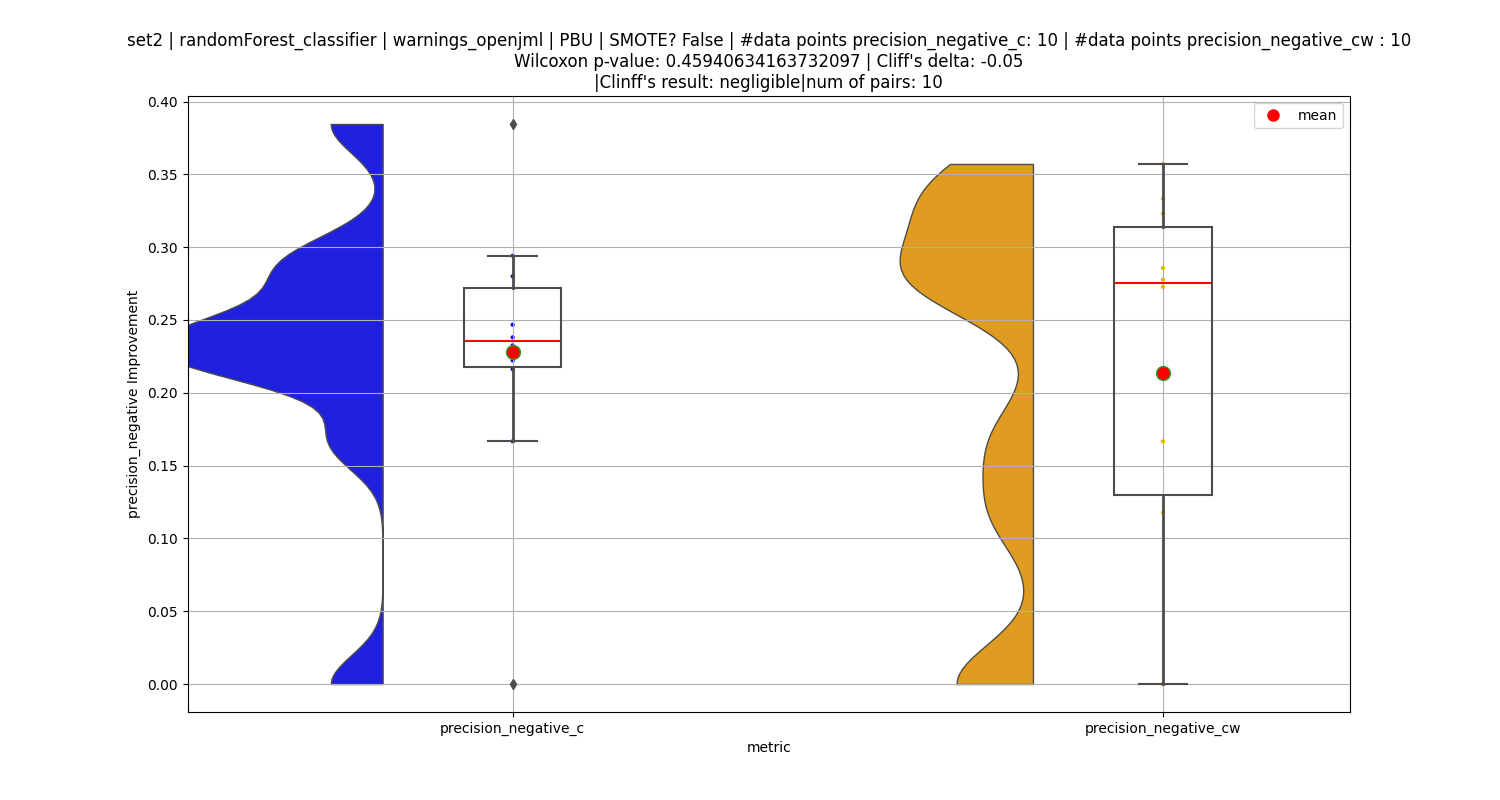 set2 | randomForest_classifier | warnings_openjml | PBU | SMOTE? False | #data points precision_negative_c: 10 | #data points precision_negative_cw : 10
Wilcoxon p-value: 0.45940634163732097 | Cliff's delta: -0.05
|Clinff's result: negligible|num of pairs: 10
mean
0.40
0.35
0.30
0.25
0.20
0.15
0.10
0.05
0.00
precision_negative Improvement
precision_negative_c
precision_negative_cw
metric